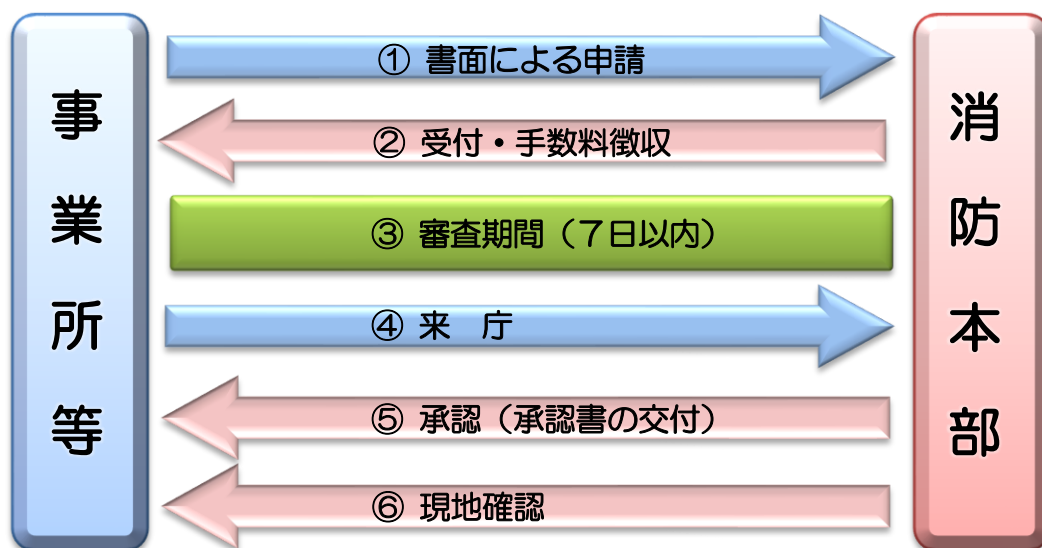 事業所等
① 書面による申請
② 受付・手数料徴収
③ 審査期間（７日以内）
④ 来　庁
⑤ 承認（承認書の交付）
⑥ 現地確認
消防本部